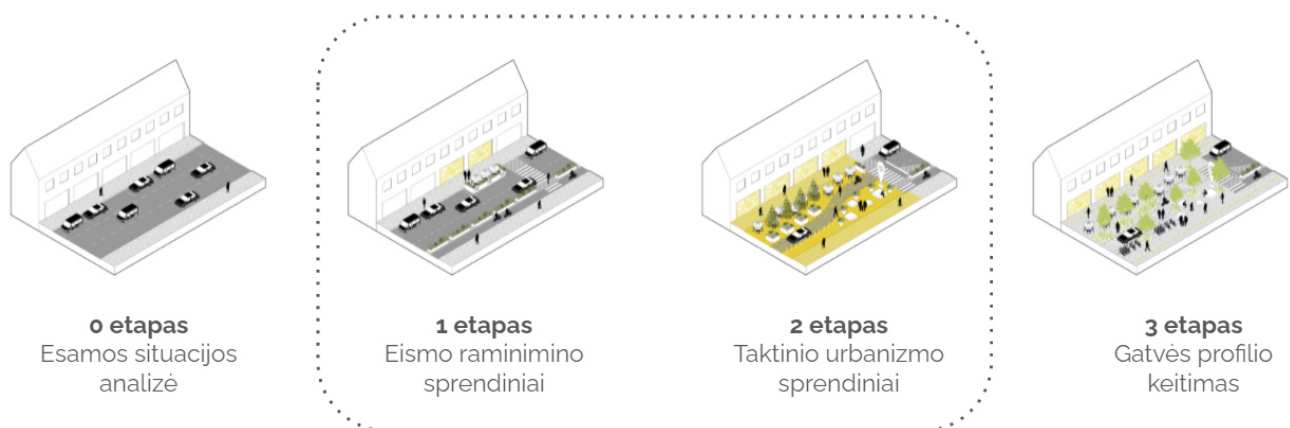 0 etapas
Esamos situacijos
analizė
1 etapas
Eismo raminimino
sprendiniai
2 etapas
Taktinio urbanizmo
sprendiniai
3 etapas
Gatvės profilio
keitimas